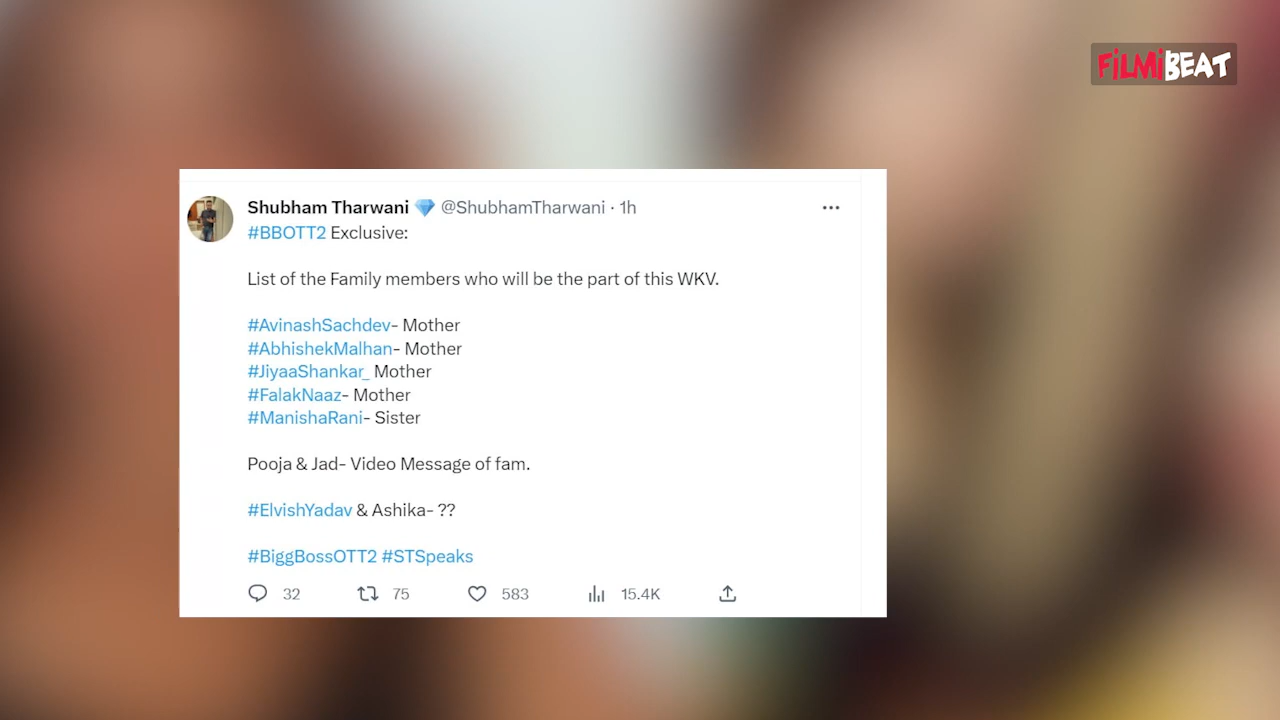 FiLMiBEAT
Shubham Tharwani 💎 @ShubhamTharwani · 1h
#BBOTT2 Exclusive:
List of the Family members who will be the part of this WKV.
#AvinashSachdev- Mother
#AbhishekMalhan- Mother
#JiyaaShankar_ Mother
#FalakNaaz- Mother
#ManishaRani- Sister
Pooja & Jad- Video Message of fam.
#ElvishYadav & Ashika- ??
#BiggBossOTT2 #STSpeaks
32 75 583 15.4K